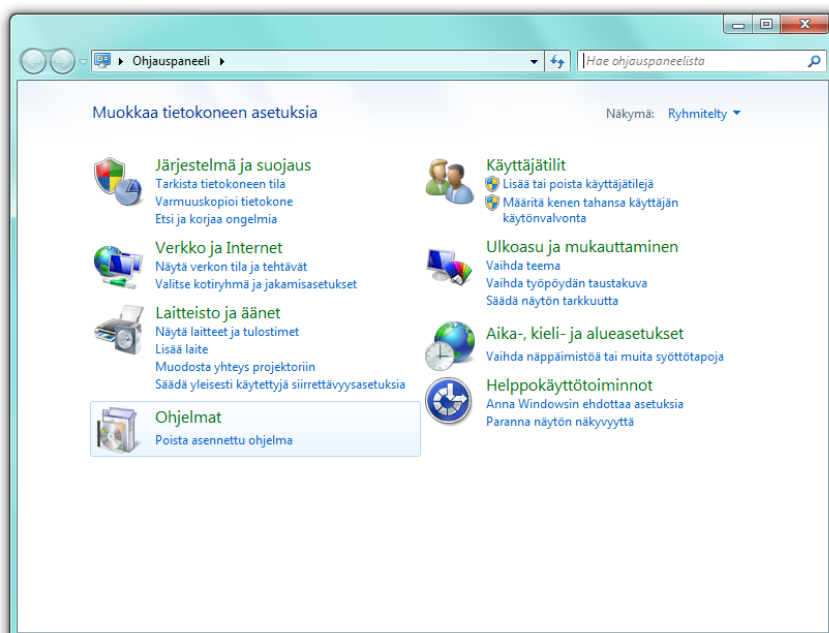 Ohjauspaneeli
Hae ohjauspaneelista
Muokkaa tietokoneen asetuksia
Näkymä: Ryhmitelty
Järjestelmä ja suojaus
Tarkista tietokoneen tila
Varmuuskopioi tietokone
Etsi ja korjaa ongelmia
Verkko ja Internet
Näytä verkon tila ja tehtävät
Valitse kotiryhmä ja jakamisasetukset
Laitteisto ja äänet
Näytä laitteet ja tulostimet
Lisää laite
Muodosta yhteys projektoriin
Säädä yleisesti käytettyjä siirrettävyysasetuksia
Ohjelmat
Poista asennettu ohjelma
Käyttäjätilit
Lisää tai poista käyttäjätilejä
Määritä kenen tahansa käyttäjän
käytönvalvonta
Ulkoasu ja mukauttaminen
Vaihda teema
Vaihda työpöydän taustakuva
Säädä näytön tarkkuutta
Aika-, kieli- ja alueasetukset
Vaihda näppäimistöä tai muita syöttötapoja
Helppokäyttötoiminnot
Anna Windowsin ehdottaa asetuksia
Paranna näytön näkyvyyttä